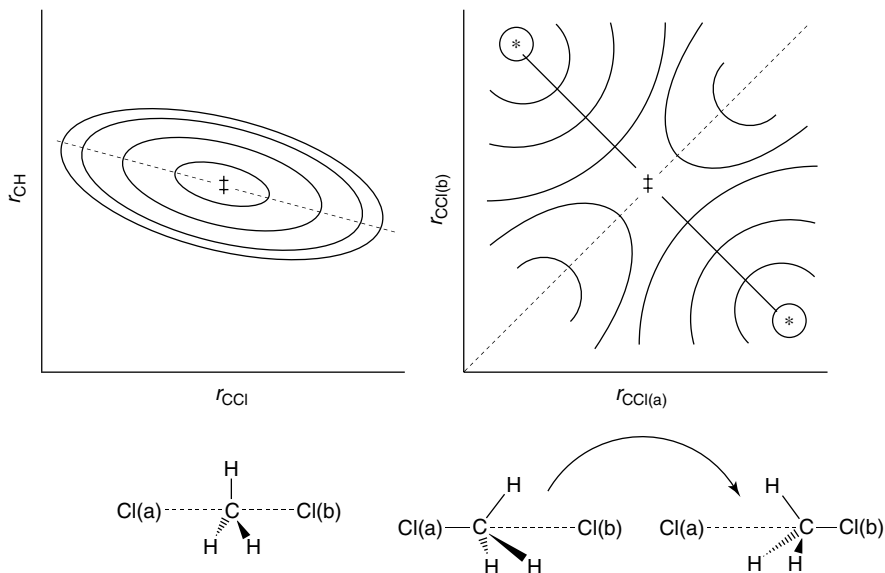 r_CH
‡
r_CCl
*
r_CCl(b)
‡
*
r_CCl(a)
H
Cl(a) C Cl(b)
H H
H
Cl(a) C Cl(b)
H H
H
Cl(a) C Cl(b)
H H